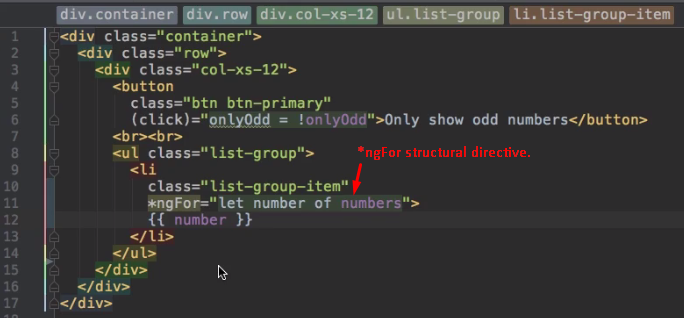 div.container div.row div.col-xs-12 ul.list-group li.list-group-item
1 <div class="container">
2 <div class="row">
3 <div class="col-xs-12">
4 <button
5 class="btn btn-primary"
6 (click)="onlyOdd = !onlyOdd">Only show odd numbers</button>
7 <br><br>
8 <ul class="list-group"> *ngFor structural directive.
9 <li
10 class="list-group-item"
11 *ngFor="let number of numbers">
12 {{ number }}
13 </li>
14 </ul>
15 </div>
16 </div>
17 </div>